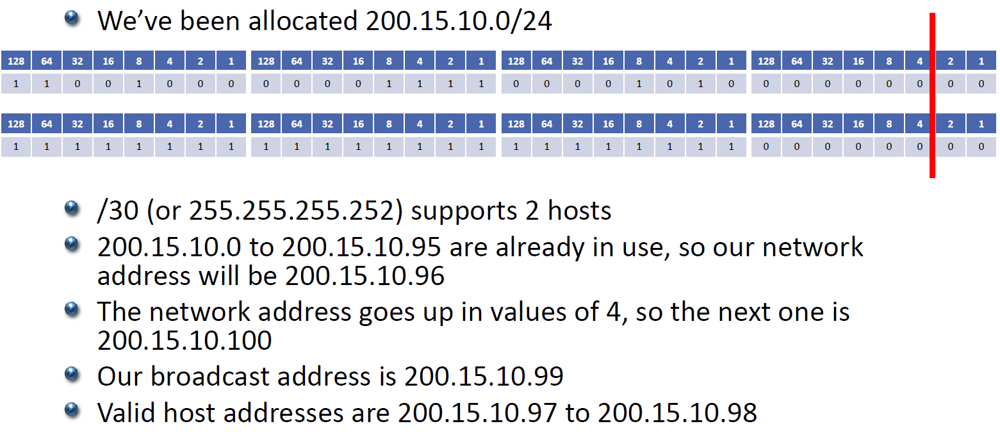 We’ve been allocated 200.15.10.0/24
128 64 32 16 8 4 2 1 128 64 32 16 8 4 2 1 128 64 32 16 8 4 2 1 128 64 32 16 8 4 2 1
1 1 0 0 1 0 0 0 0 0 0 0 1 1 1 1 0 0 0 0 1 0 1 0 0 0 0 0 0 0 0 0
128 64 32 16 8 4 2 1 128 64 32 16 8 4 2 1 128 64 32 16 8 4 2 1 128 64 32 16 8 4 2 1
1 1 1 1 1 1 1 1 1 1 1 1 1 1 1 1 1 1 1 1 1 1 1 1 0 0 0 0 0 0 0 0
/30 (or 255.255.255.252) supports 2 hosts
200.15.10.0 to 200.15.10.95 are already in use, so our network
address will be 200.15.10.96
The network address goes up in values of 4, so the next one is
200.15.10.100
Our broadcast address is 200.15.10.99
Valid host addresses are 200.15.10.97 to 200.15.10.98